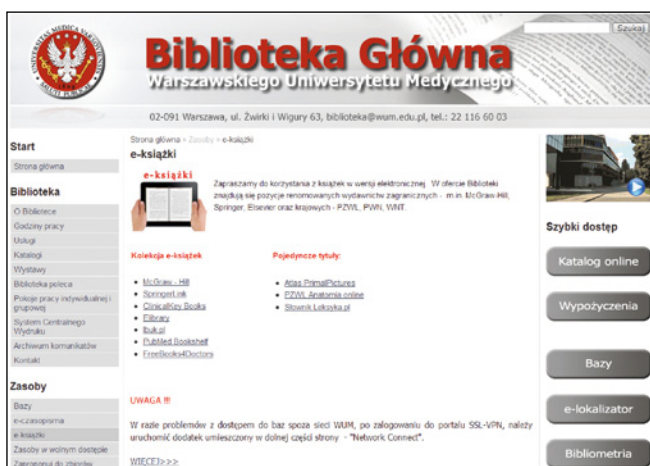 Szukaj
Biblioteka Główna
Warszawskiego Uniwersytetu Medycznego
02-091 Warszawa, ul. Żwirki i Wigury 63, biblioteka@wum.edu.pl, tel.: 22 116 60 03
Start
Strona główna
Biblioteka
O Bibliotece
Godziny pracy
Usługi
Katalogi
Wystawy
Biblioteka poleca
Pokoje pracy indywidualnej i
grupowej
System Centralnego
Wydruku
Archiwum komunikatów
Kontakt
Zasoby
Bazy
e-czasopisma
e-książki
Zasoby w wolnym dostępie
Zaproponuj do zbiorów
Strona główna » Zasoby » e-książki
e-książki
e-książki
Zapraszamy do korzystania z książek w wersji elektronicznej. W ofercie Biblioteki
znajdują się pozycje renomowanych wydawnictw zagranicznych - m.in. McGraw-Hill,
Springer, Elsevier oraz krajowych - PZWL, PWN, WNT.
Kolekcja e-książek
McGraw - Hill
SpringerLink
ClinicalKey Books
Elibrary
Ibuk.pl
PubMed Bookshelf
FreeBooks4Doctors
Pojedyncze tytuły:
Atlas PrimalPictures
PZWL Anatomia online
Słownik Leksyka.pl
UWAGA !!!
W razie problemów z dostępem do baz spoza sieci WUM, po zalogowaniu do portalu SSL-VPN, należy
uruchomić dodatek umieszczony w dolnej części strony - "Network Connect".
WIĘCEJ>>>
Szybki dostęp
Katalog online
Wypożyczenia
Bazy
e-lokalizator
Bibliometria